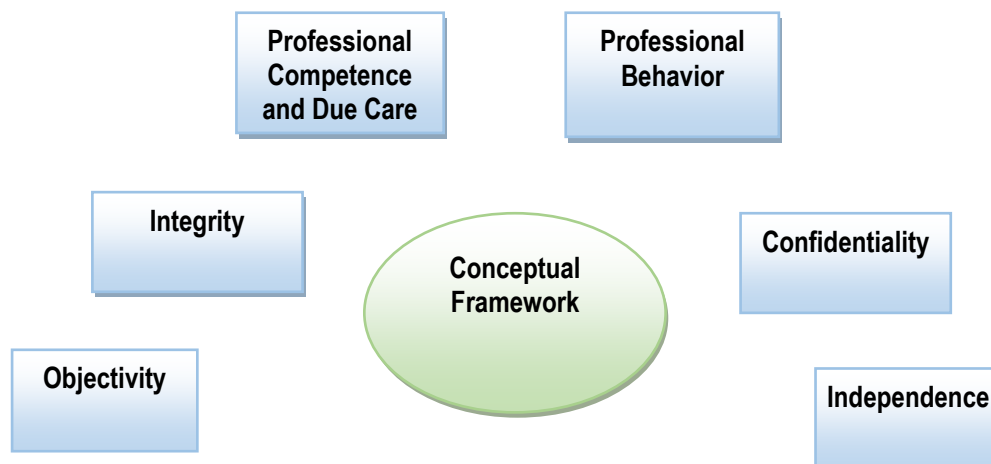 Professional
Competence
and Due Care
Professional
Behavior
Integrity
Conceptual
Framework
Confidentiality
Objectivity
Independence